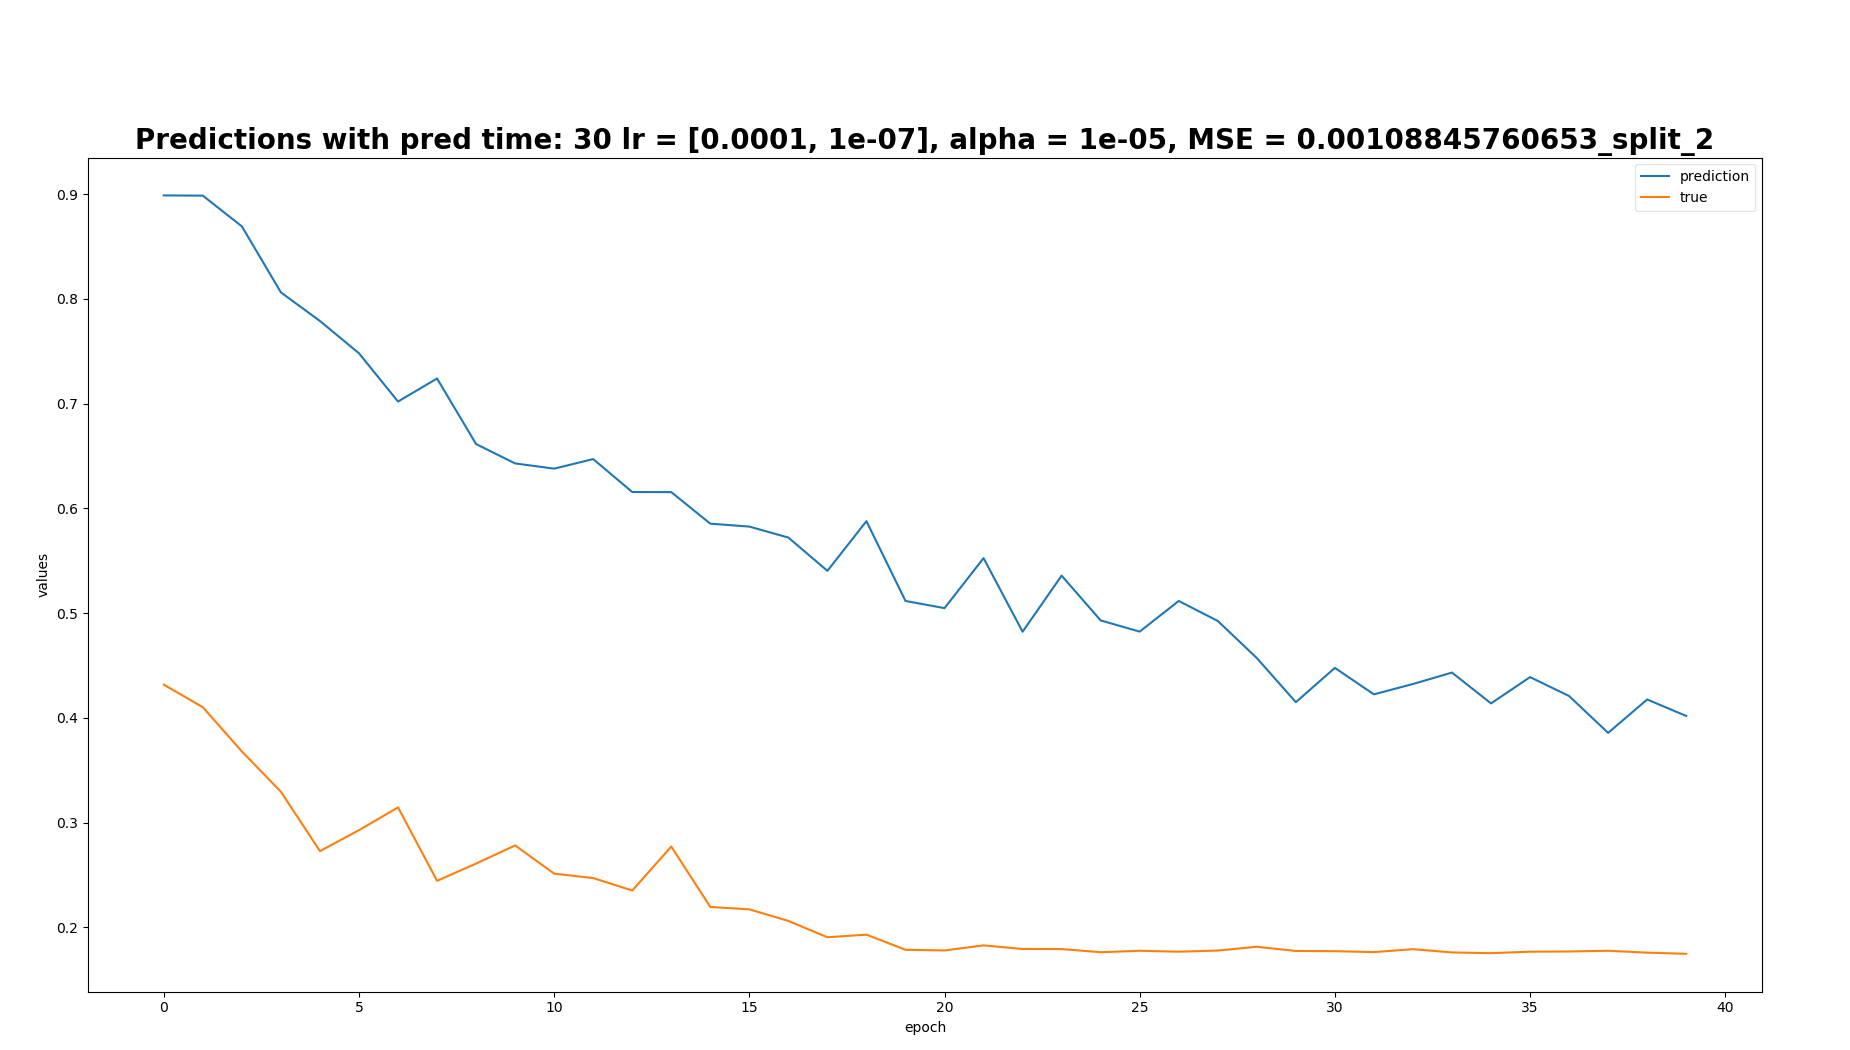 Predictions with pred time: 30 lr = [0.0001, 1e-07], alpha = 1e-05, MSE = 0.00108845760653_split_2
prediction
true
0.9
0.8
0.7
0.6
0.5
0.4
0.3
0.2
values
0 5 10 15 20 25 30 35 40
epoch